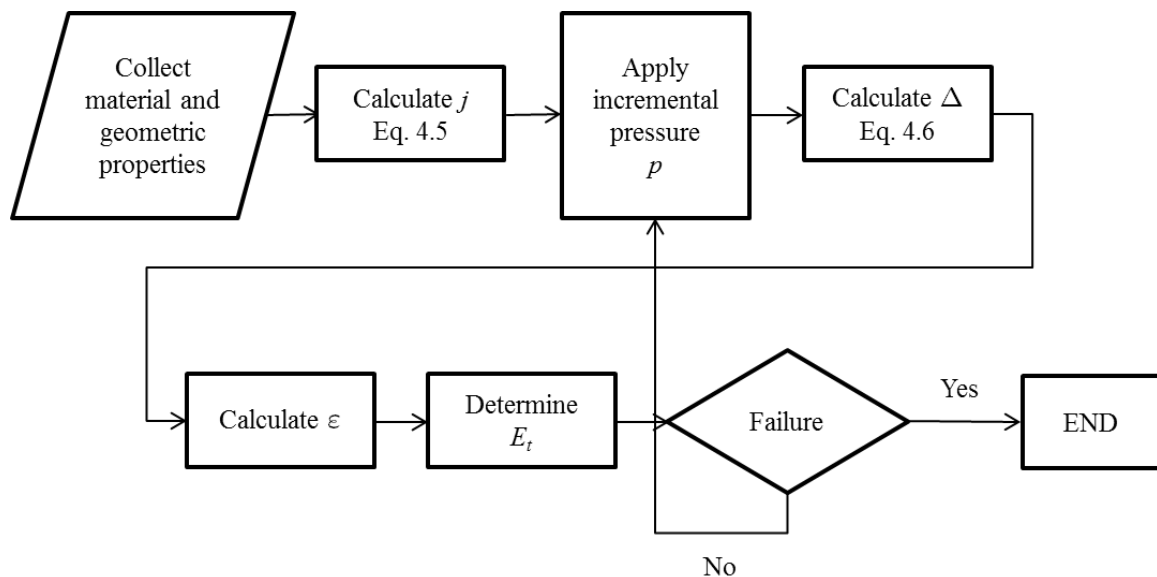 Collect
material and
geometric
properties
Calculate j
Eq. 4.5
Apply
incremental
pressure
p
Calculate Δ
Eq. 4.6
Calculate ε
Determine
E_t
Failure
Yes
END
No